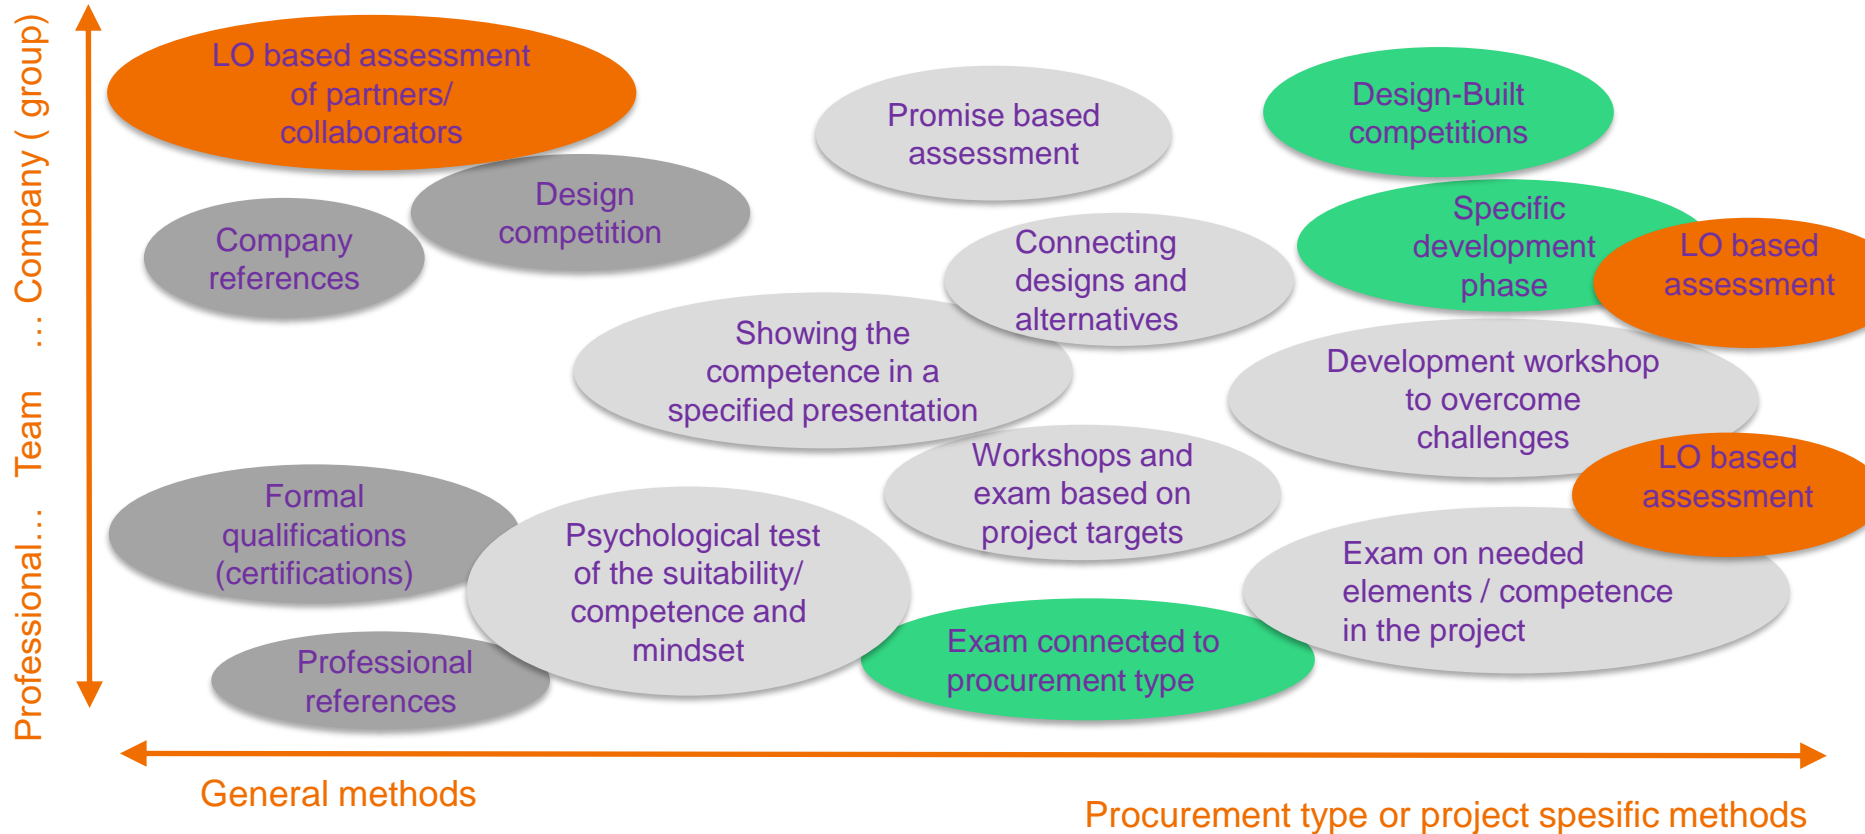 Professional... Team ... Company ( group)
LO based assessment
of partners/
collaborators
Design
competition
Company
references
Promise based
assessment
Design-Built
competitions
Specific
development
phase
LO based
assessment
Connecting
designs and
alternatives
Showing the
competence in a
specified presentation
Development workshop
to overcome
challenges
LO based
assessment
Workshops and
exam based on
project targets
Formal
qualifications
(certifications)
Psychological test
of the suitability/
competence and
mindset
Exam on needed
elements / competence
in the project
Professional
references
Exam connected to
procurement type
General methods
Procurement type or project spesific methods